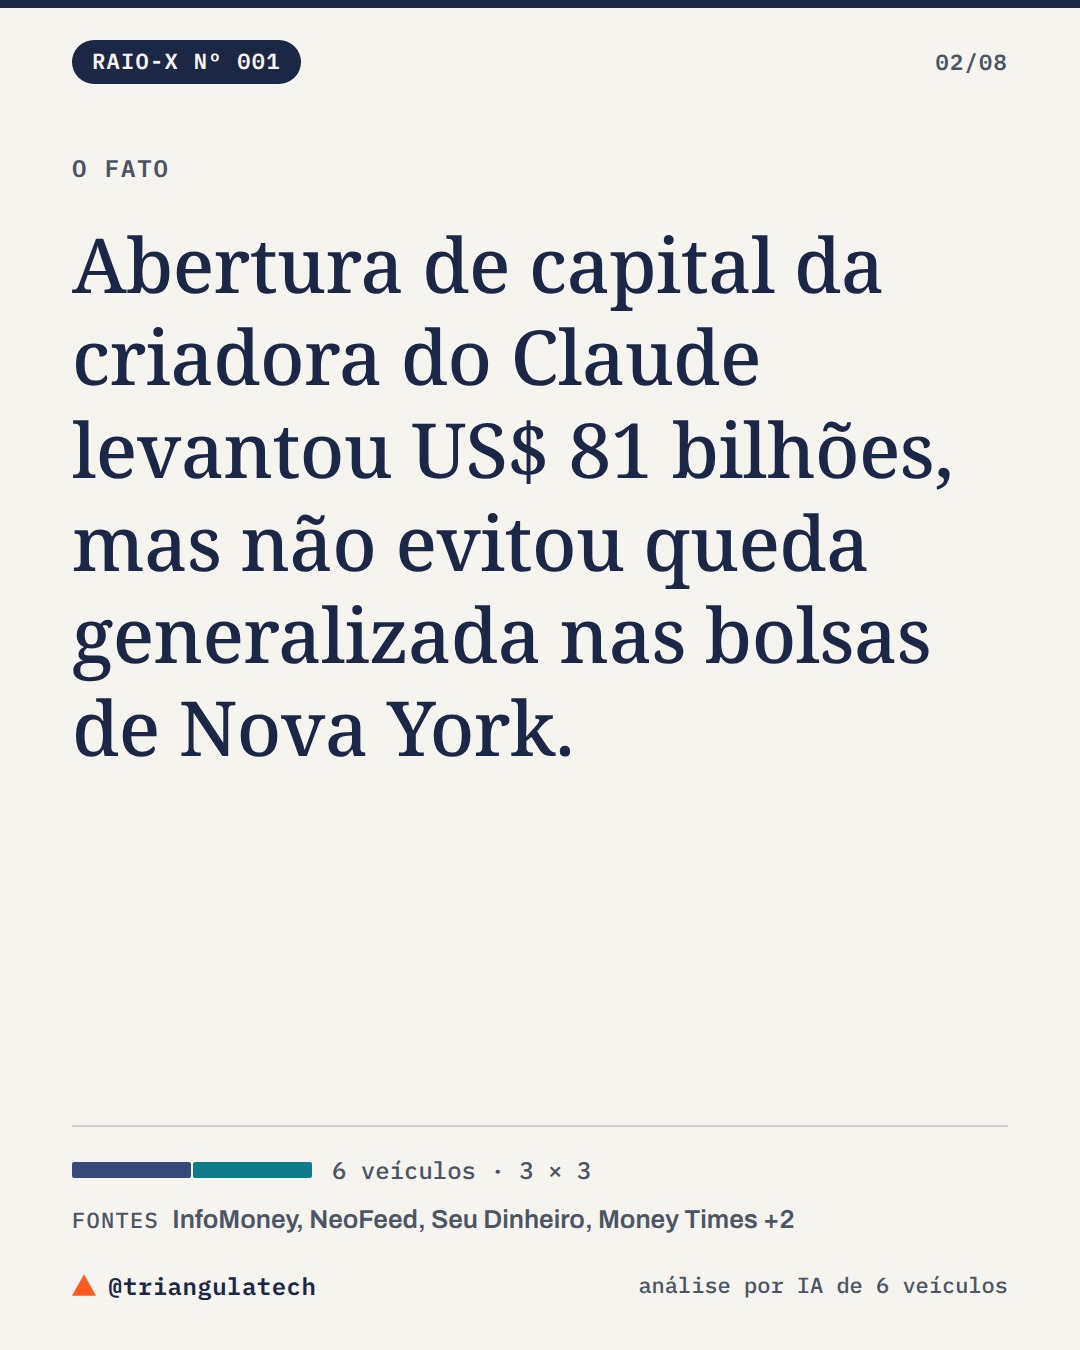 RAIO-X Nº 001
02/08
O FATO
Abertura de capital da
criadora do Claude
levantou US$ 81 bilhões,
mas não evitou queda
generalizada nas bolsas
de Nova York.
6 veículos · 3 × 3
FONTES InfoMoney, NeoFeed, Seu Dinheiro, Money Times +2
@triangulatech
análise por IA de 6 veículos